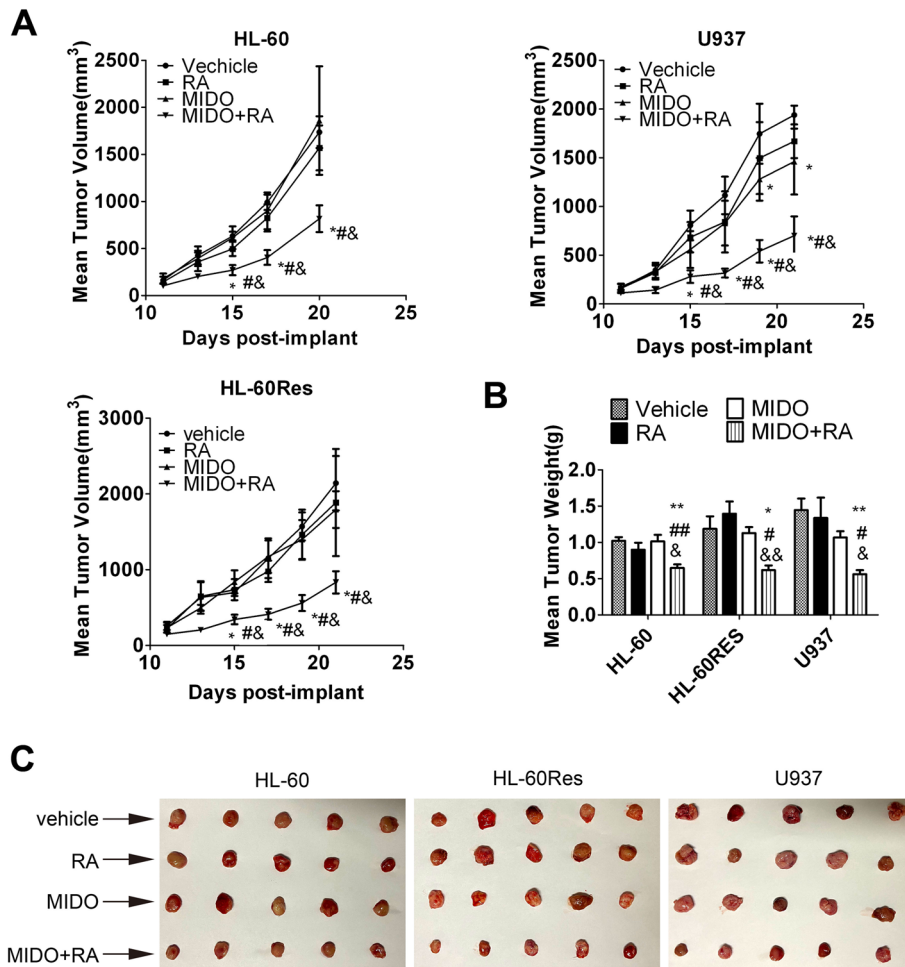 A
HL-60
Mean Tumor Volume(mm³)
2500
2000
1500
1000
500
0
Vechicle
RA
MIDO
MIDO+RA
* #&
*#&
*#&
10 15 20 25
Days post-implant
U937
Mean Tumor Volume(mm³)
2500
2000
1500
1000
500
0
Vechicle
RA
MIDO
MIDO+RA
*
*
* #&
*#&
*#&
*#&
10 15 20 25
Days post-implant
HL-60Res
Mean Tumor Volume(mm³)
3000
2000
1000
0
vehicle
RA
MIDO
MIDO+RA
* #&
*#&
*#&
*#&
10 15 20 25
Days post-implant
B
Vehicle
RA
MIDO
MIDO+RA
Mean Tumor Weight(g)
2.0
1.5
1.0
0.5
0.0
**
##
&
*
#
&&
**
#
&
HL-60
HL-60RES
U937
C
HL-60 HL-60Res U937
vehicle
RA
MIDO
MIDO+RA